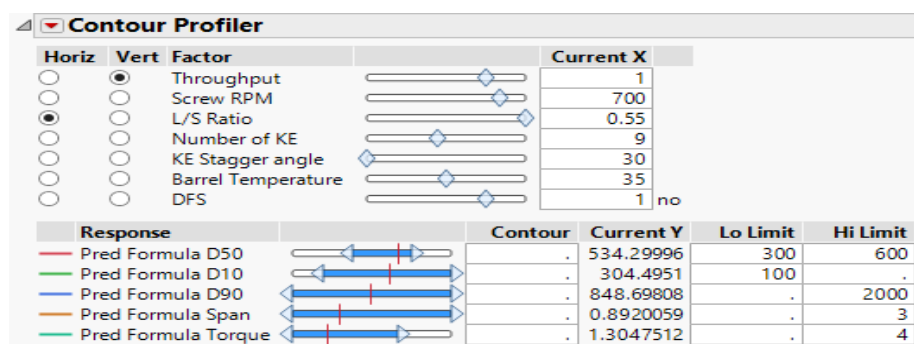 Contour Profiler
Horiz Vert Factor Current X
Throughput 1
Screw RPM 700
L/S Ratio 0.55
Number of KE 9
KE Stagger angle 30
Barrel Temperature 35
DFS 1 no
Response Contour Current Y Lo Limit Hi Limit
Pred Formula D50 . 534.29996 300 600
Pred Formula D10 . 304.4951 100 .
Pred Formula D90 . 848.69808 . 2000
Pred Formula Span . 0.8920059 . 3
Pred Formula Torque . 1.3047512 . 4